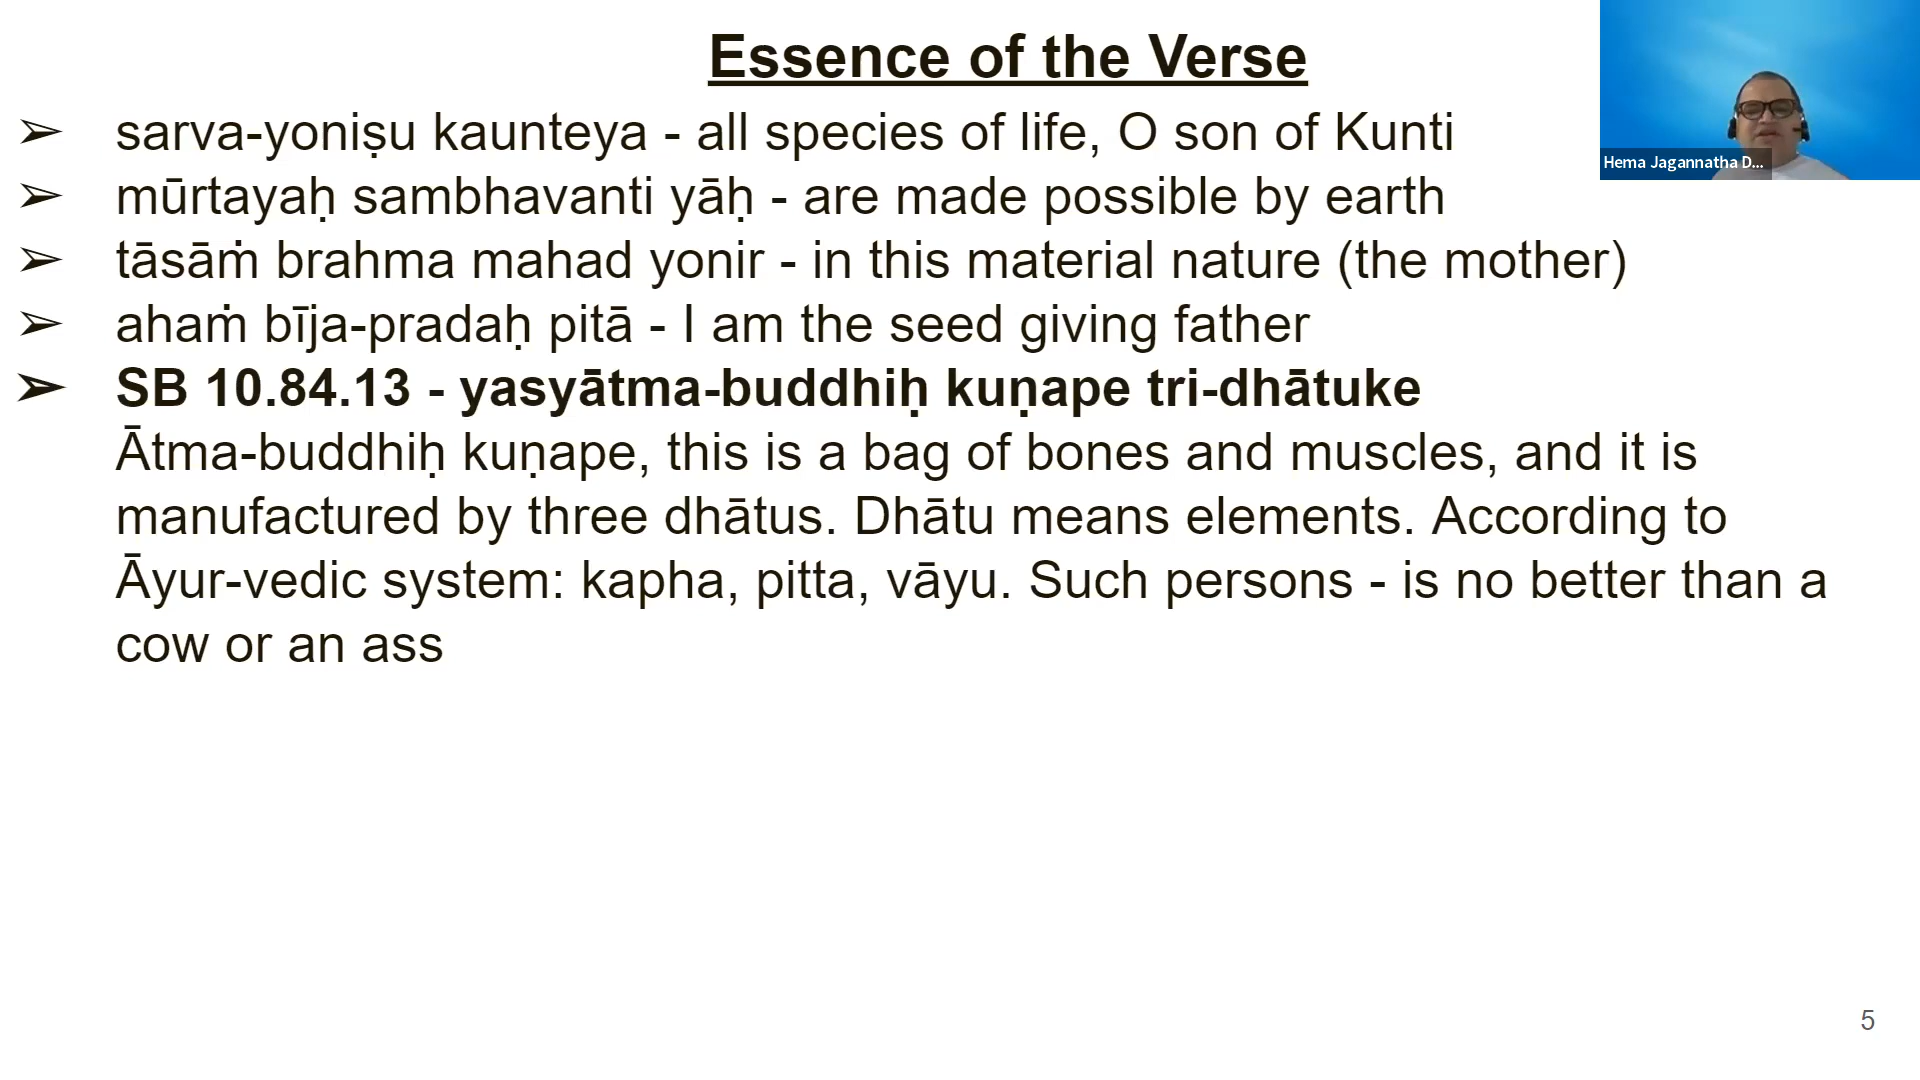 Essence of the Verse
➢ sarva-yoniṣu kaunteya - all species of life, O son of Kunti
➢ mūrtayaḥ sambhavanti yāḥ - are made possible by earth
➢ tāsāṁ brahma mahad yonir - in this material nature (the mother)
➢ ahaṁ bīja-pradaḥ pitā - I am the seed giving father
➢ SB 10.84.13 - yasyātma-buddhiḥ kuṇape tri-dhātuke
Ātma-buddhiḥ kuṇape, this is a bag of bones and muscles, and it is
manufactured by three dhātus. Dhātu means elements. According to
Āyur-vedic system: kapha, pitta, vāyu. Such persons - is no better than a
cow or an ass
Hema Jagannatha D...
5